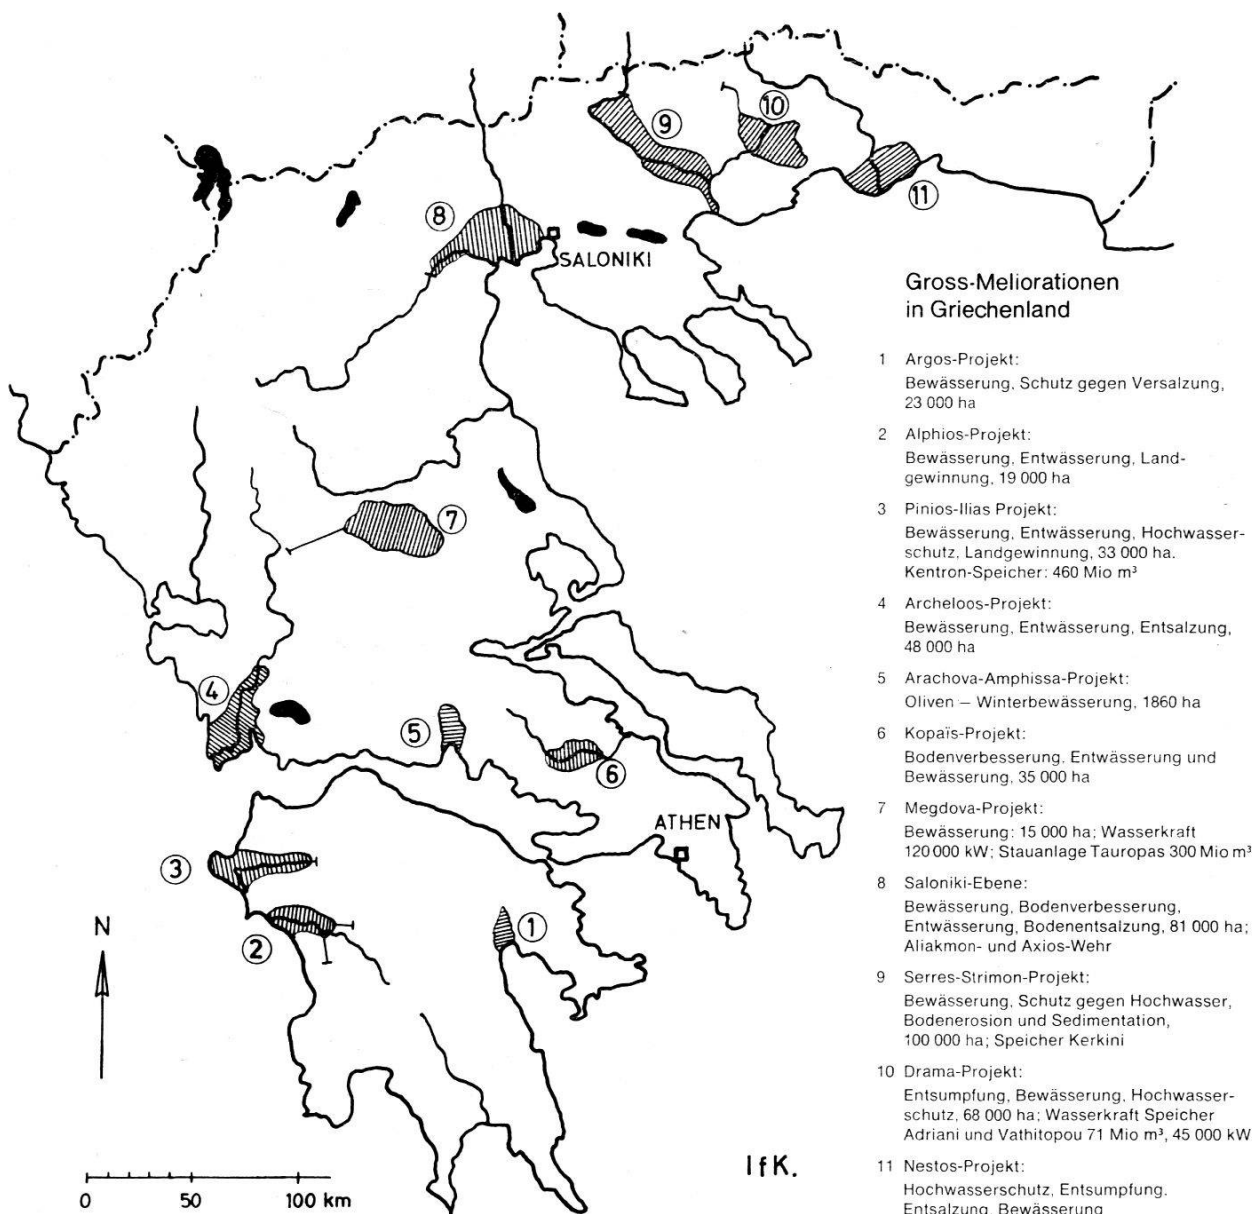 9
10
11
8
SALONIKI
7
4
5
6
ATHEN
3
2
1
N
0 50 100 km
IfK.
Gross-Meliorationen
in Griechenland
1 Argos-Projekt:
Bewässerung, Schutz gegen Versalzung,
23 000 ha
2 Alphios-Projekt:
Bewässerung, Entwässerung, Land-
gewinnung, 19 000 ha
3 Pinios-Ilias Projekt:
Bewässerung, Entwässerung, Hochwasser-
schutz, Landgewinnung, 33 000 ha.
Kentron-Speicher: 460 Mio m³
4 Archeloos-Projekt:
Bewässerung, Entwässerung, Entsalzung,
48 000 ha
5 Arachova-Amphissa-Projekt:
Oliven – Winterbewässerung, 1860 ha
6 Kopaïs-Projekt:
Bodenverbesserung, Entwässerung und
Bewässerung, 35 000 ha
7 Megdova-Projekt:
Bewässerung: 15 000 ha; Wasserkraft
120 000 kW; Stauanlage Tauropas 300 Mio m³
8 Saloniki-Ebene:
Bewässerung, Bodenverbesserung,
Entwässerung, Bodenentsalzung, 81 000 ha;
Aliakmon- und Axios-Wehr
9 Serres-Strimon-Projekt:
Bewässerung, Schutz gegen Hochwasser,
Bodenerosion und Sedimentation,
100 000 ha; Speicher Kerkini
10 Drama-Projekt:
Entsumpfung, Bewässerung, Hochwasser-
schutz, 68 000 ha; Wasserkraft Speicher
Adriani und Vathitopou 71 Mio m³, 45 000 kW
11 Nestos-Projekt:
Hochwasserschutz, Entsumpfung.
Entsalzung, Bewässerung